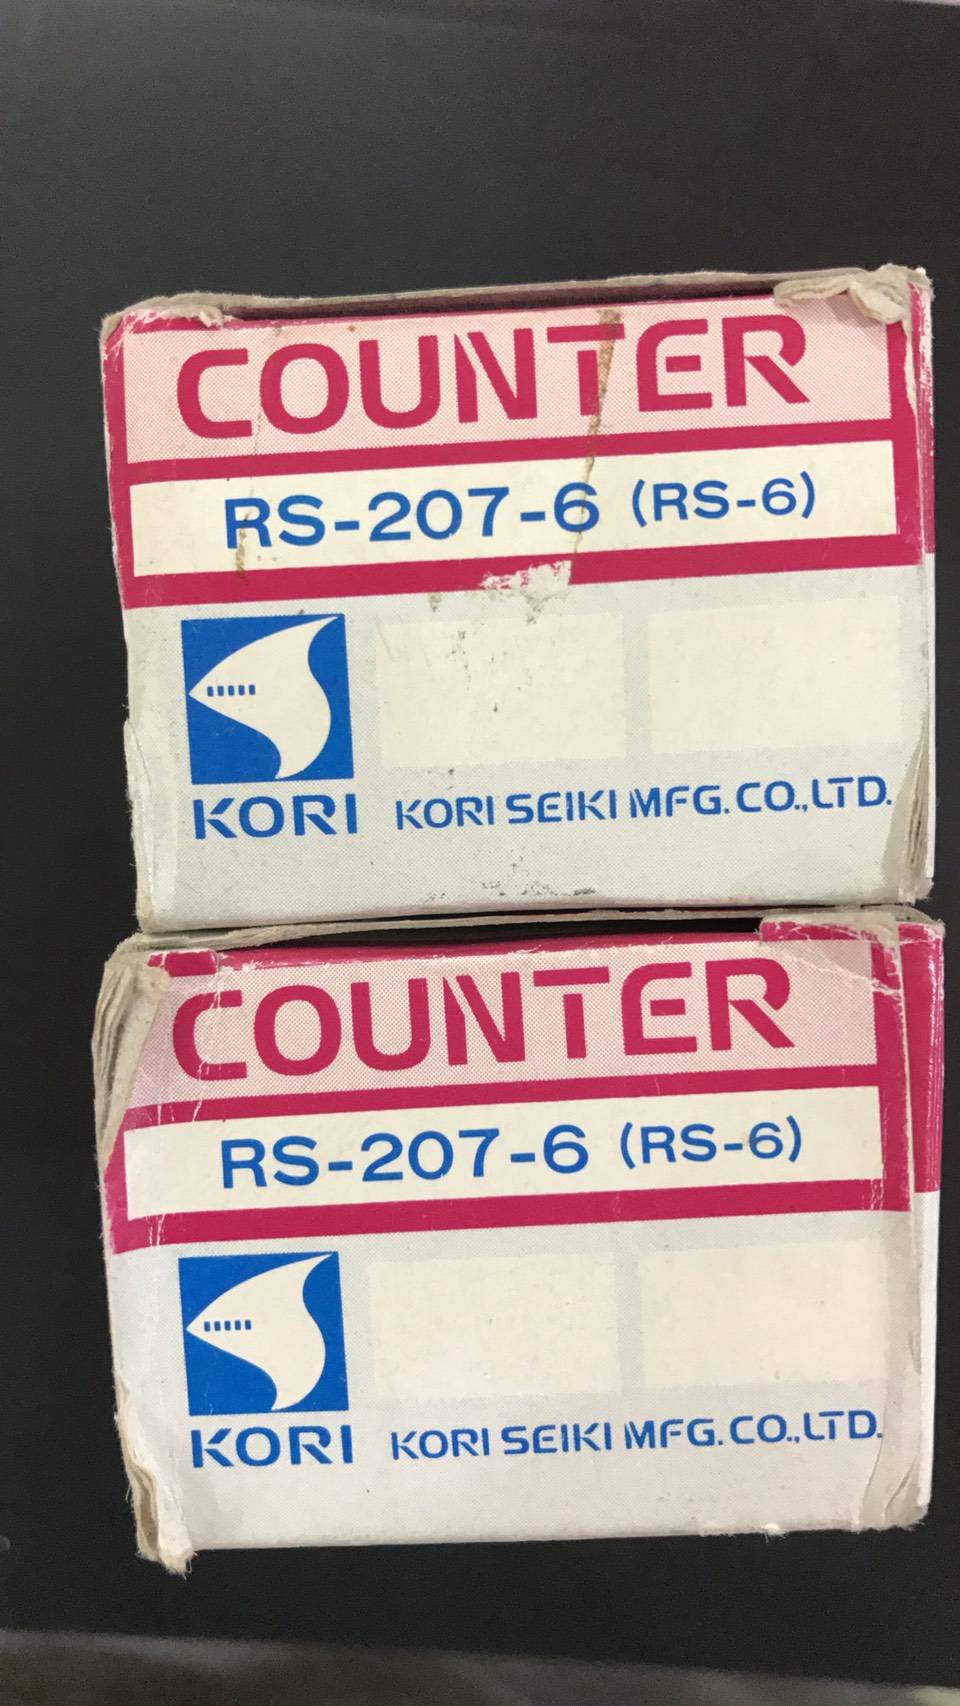 COUNTER
RS-207-6 (RS-6)
KORI KORI SEIKI MFG. CO.,LTD.
COUNTER
RS-207-6 (RS-6)
KORI KORI SEIKI MFG. CO.,LTD.